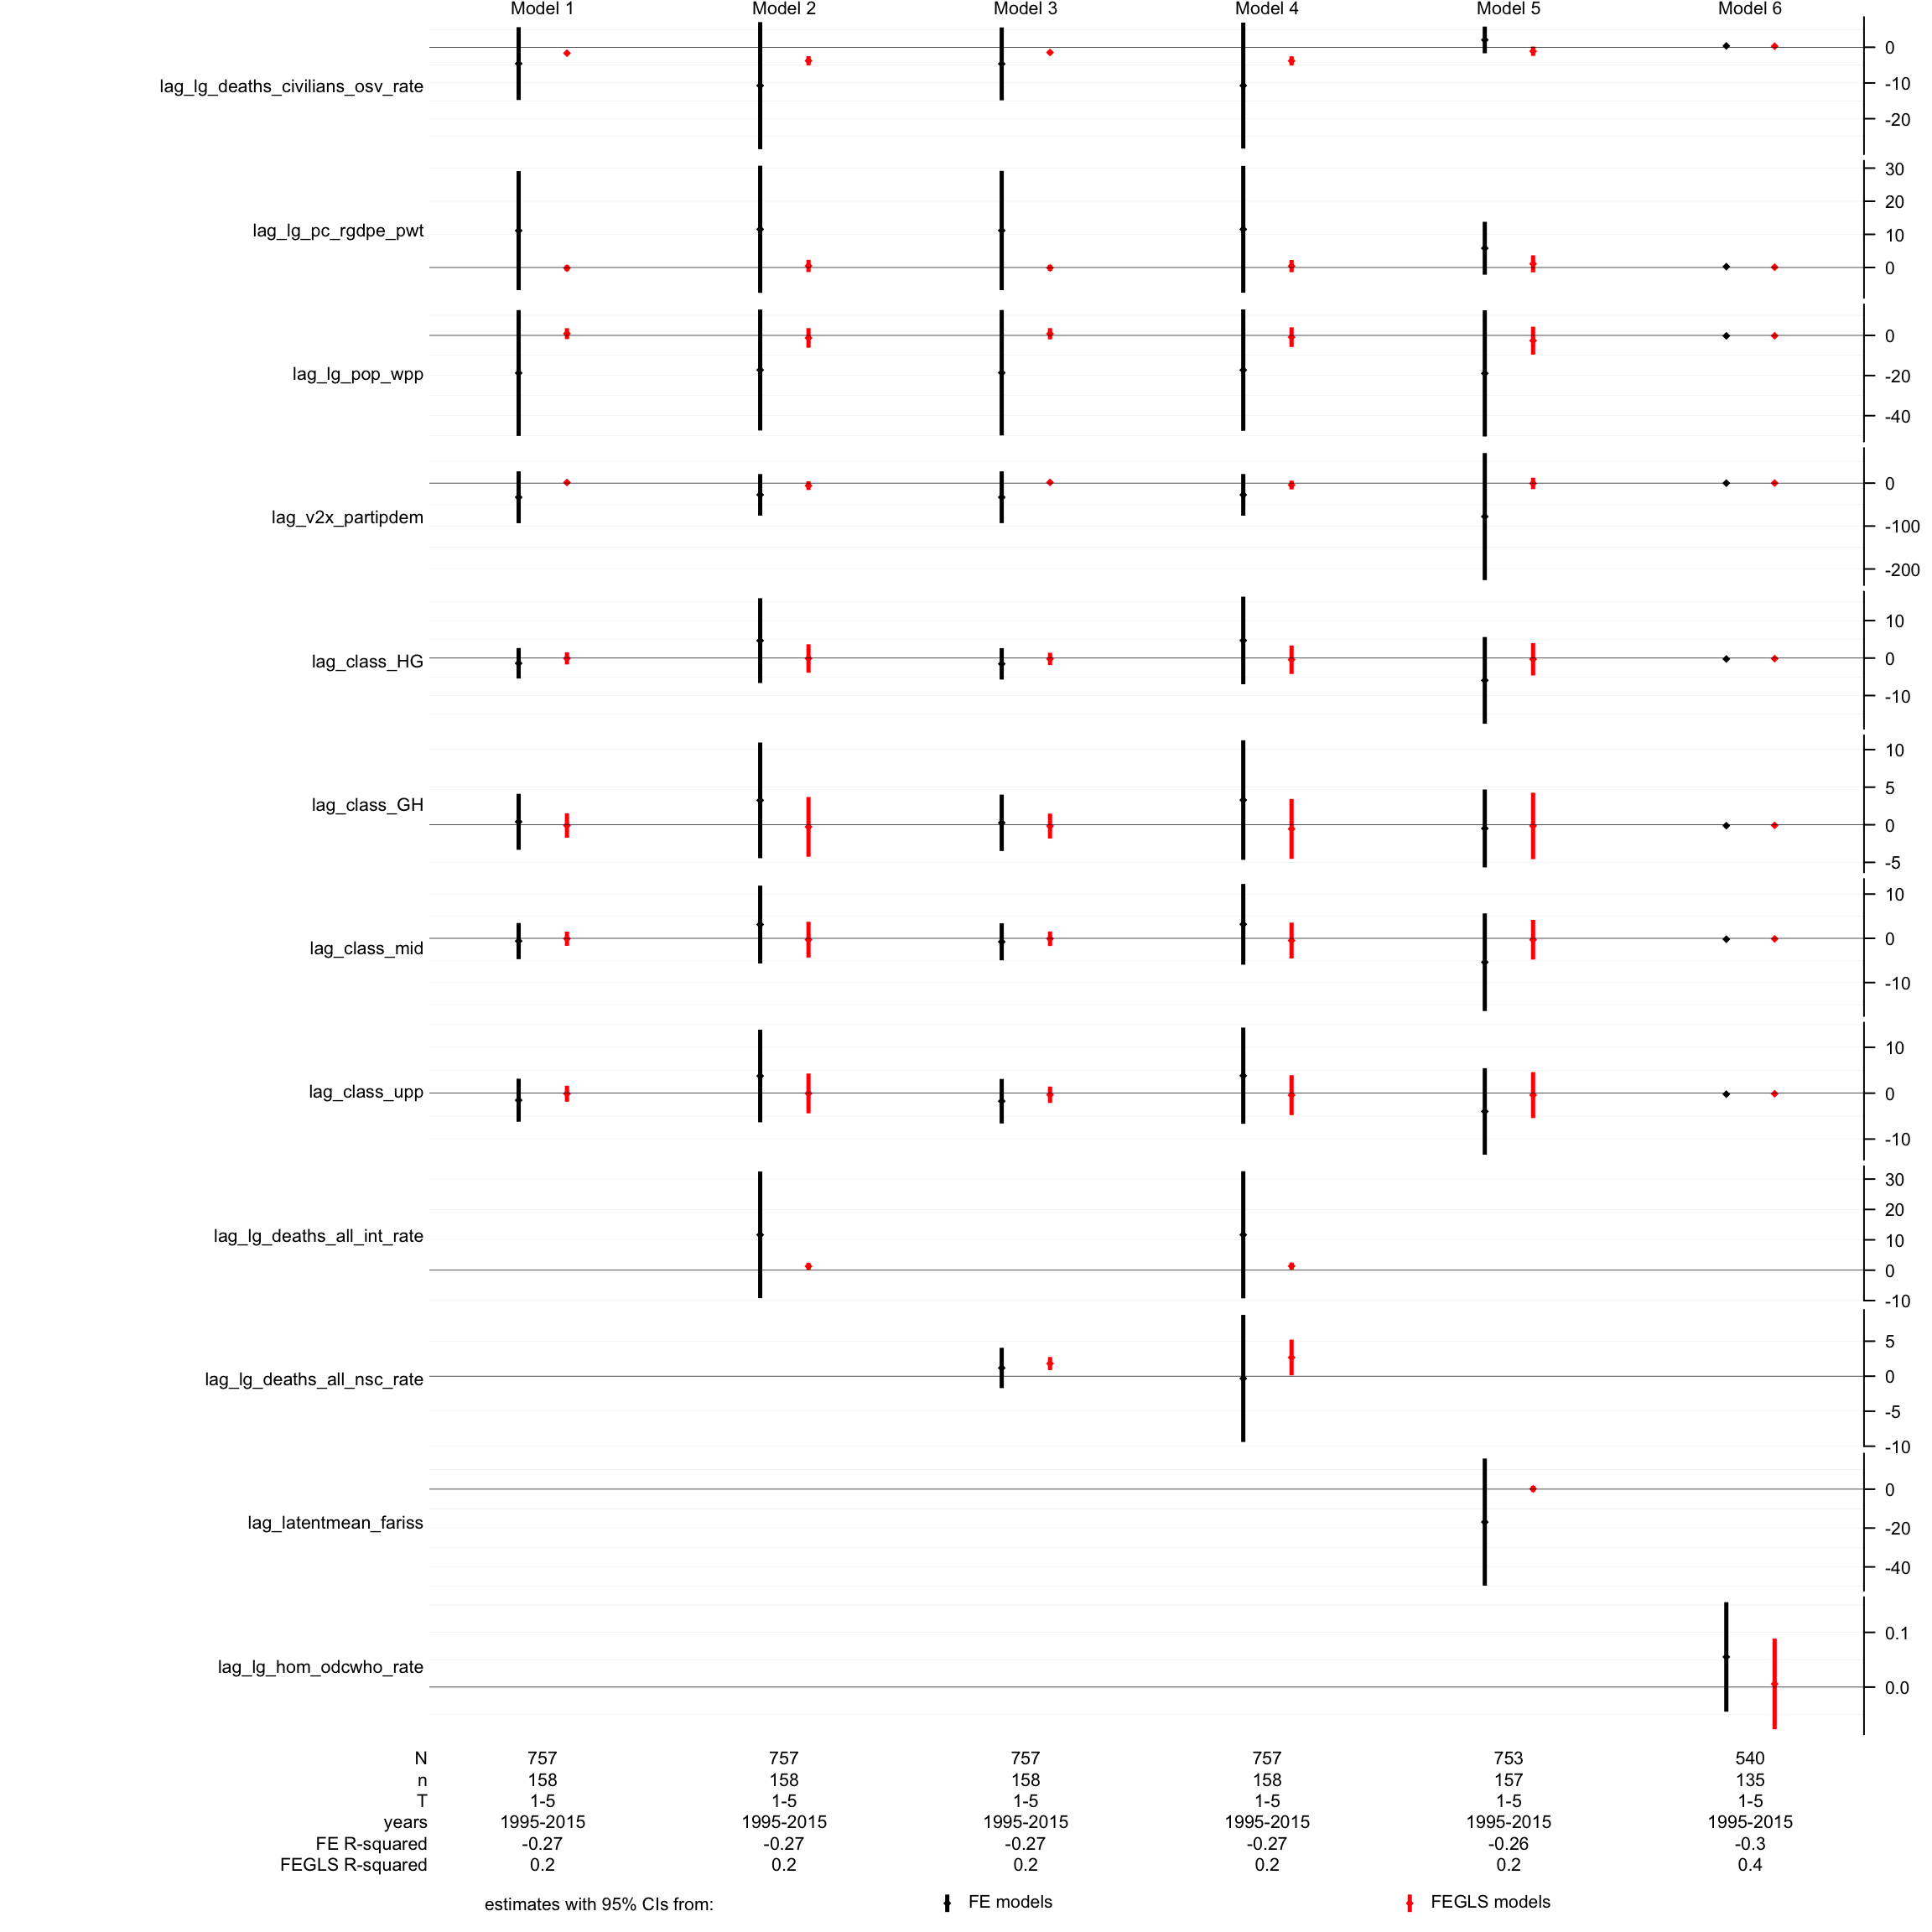 Model 1 Model 2 Model 3 Model 4 Model 5 Model 6
lag_lg_deaths_civilians_osv_rate
0
-10
-20
lag_lg_pc_rgdpe_pwt
30
20
10
0
lag_lg_pop_wpp
0
-20
-40
lag_v2x_partipdem
0
-100
-200
lag_class_HG
10
0
-10
lag_class_GH
10
5
0
-5
lag_class_mid
10
0
-10
lag_class_upp
10
0
-10
lag_lg_deaths_all_int_rate
30
20
10
0
-10
lag_lg_deaths_all_nsc_rate
5
0
-5
-10
lag_latentmean_fariss
0
-20
-40
lag_lg_hom_odcwho_rate
0.1
0.0
N 757 757 757 757 753 540
n 158 158 158 158 157 135
T 1-5 1-5 1-5 1-5 1-5 1-5
years 1995-2015 1995-2015 1995-2015 1995-2015 1995-2015 1995-2015
FE R-squared -0.27 -0.27 -0.27 -0.27 -0.26 -0.3
FEGLS R-squared 0.2 0.2 0.2 0.2 0.2 0.4
estimates with 95% CIs from: FE models FEGLS models